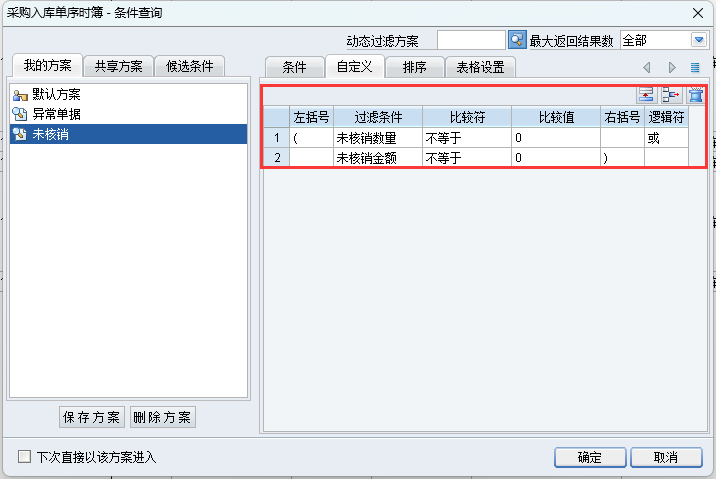 采购入库单序时簿 - 条件查询
动态过滤方案 最大返回结果数 全部
我的方案 共享方案 候选条件
默认方案
异常单据
未核销
保存方案 删除方案
条件 自定义 排序 表格设置
左括号 过滤条件 比较符 比较值 右括号 逻辑符
1 ( 未核销数量 不等于 0 或
2 未核销金额 不等于 0 )
下次直接以该方案进入
确定 取消